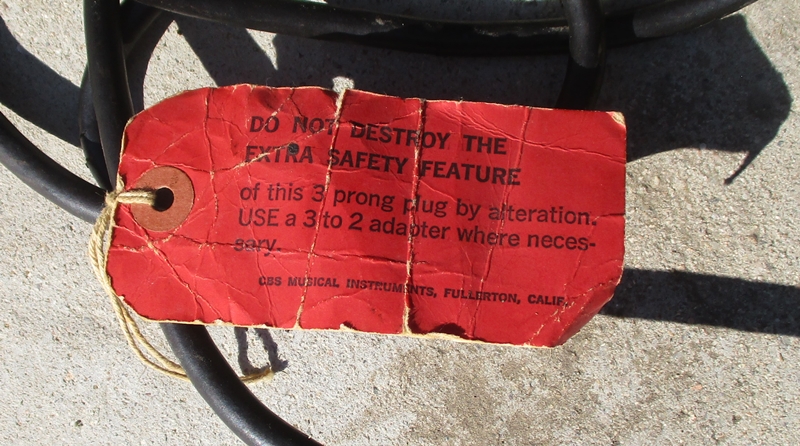 DO NOT DESTROY THE
EXTRA SAFETY FEATURE
of this 3 prong plug by alteration.
USE a 3 to 2 adapter where neces-
sary.
CBS MUSICAL INSTRUMENTS, FULLERTON, CALIF.